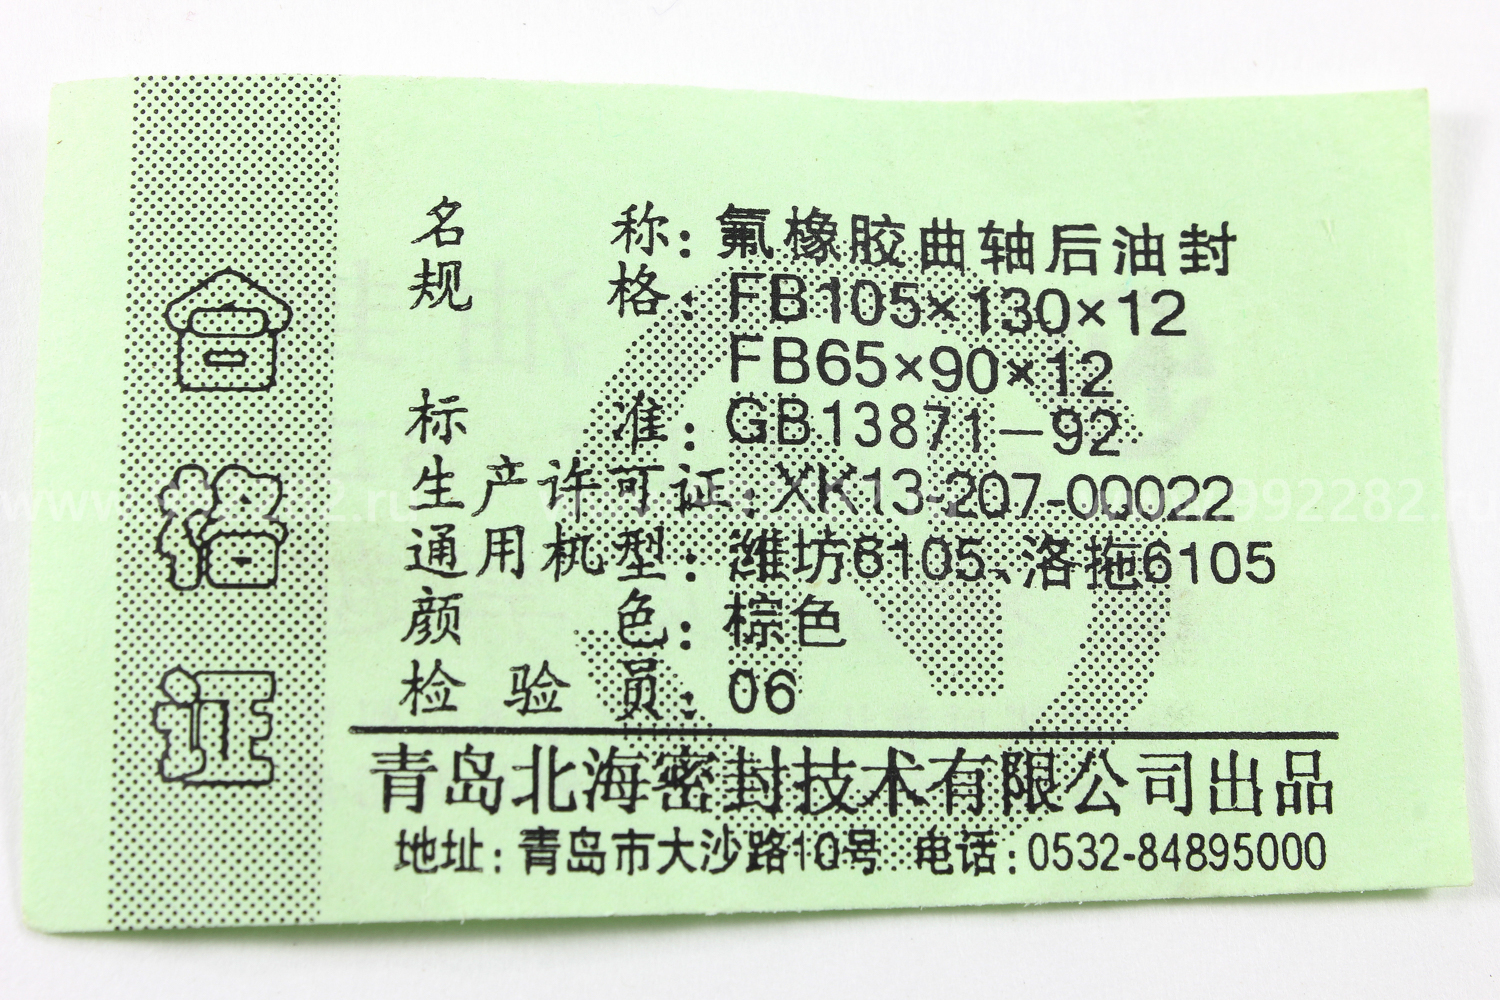 合格证
名称：氟橡胶曲轴后油封
规格：FB105×130×12
FB65×90×12
标准：GB13871—92
生产许可证：XK13-207-00022
通用机型：潍坊6105、洛拖6105
颜色：棕色
检验员：06
青岛北海密封技术有限公司出品
地址：青岛市大沙路10号 电话：0532-84895000